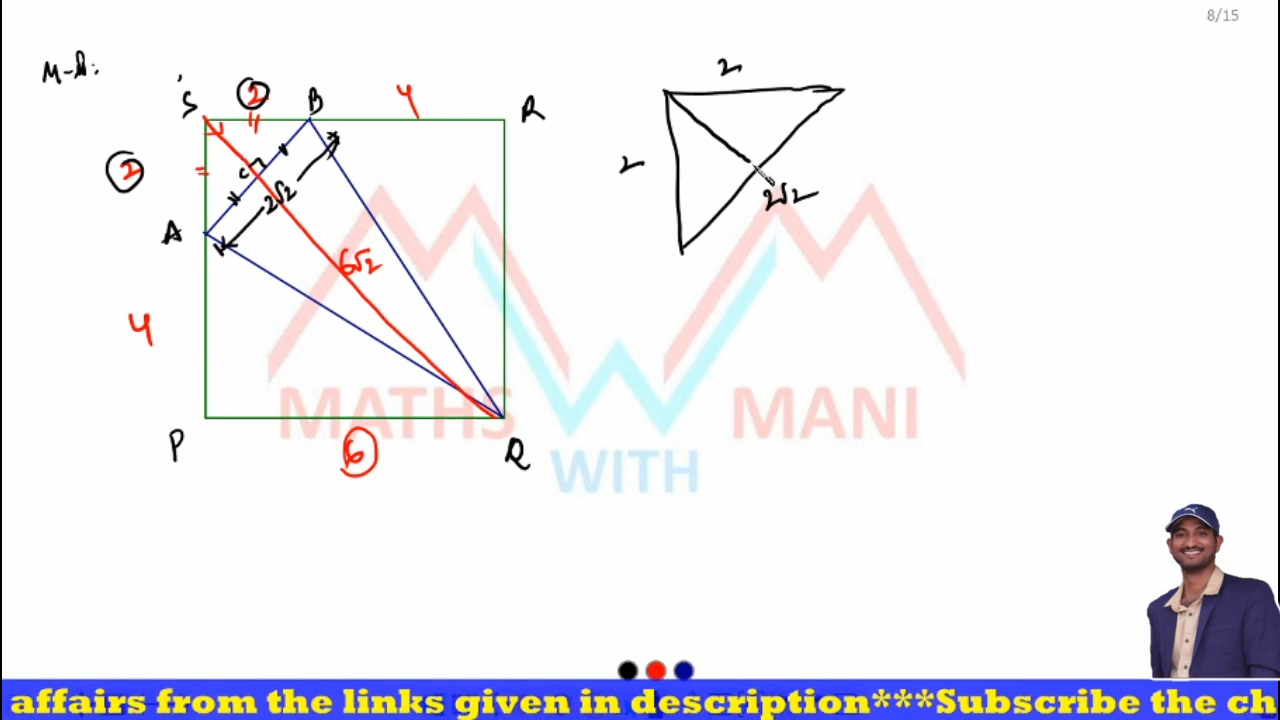 8/15
M-A:
S
2
B
4
R
2
=
C
2√2
A
6√2
4
P
6
Q
2
2
2√2
MATHS
WITH
MANI
affairs from the links given in description***Subscribe the ch